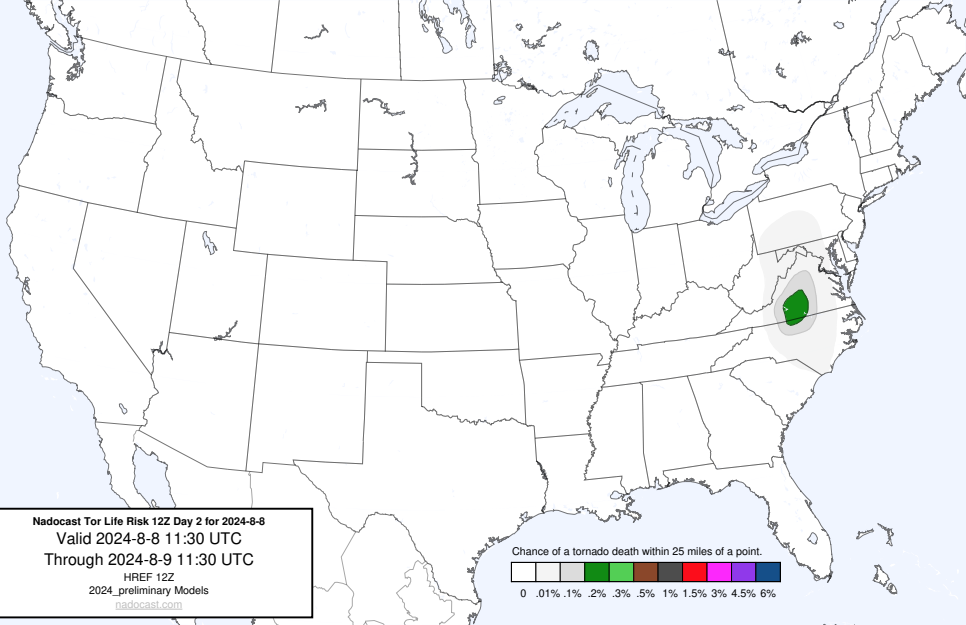 Nadocast Tor Life Risk 12Z Day 2 for 2024-8-8
Valid 2024-8-8 11:30 UTC
Through 2024-8-9 11:30 UTC
HREF 12Z
2024_preliminary Models
nadocast.com
Chance of a tornado death within 25 miles of a point.
0 .01% .1% .2% .3% .5% 1% 1.5% 3% 4.5% 6%